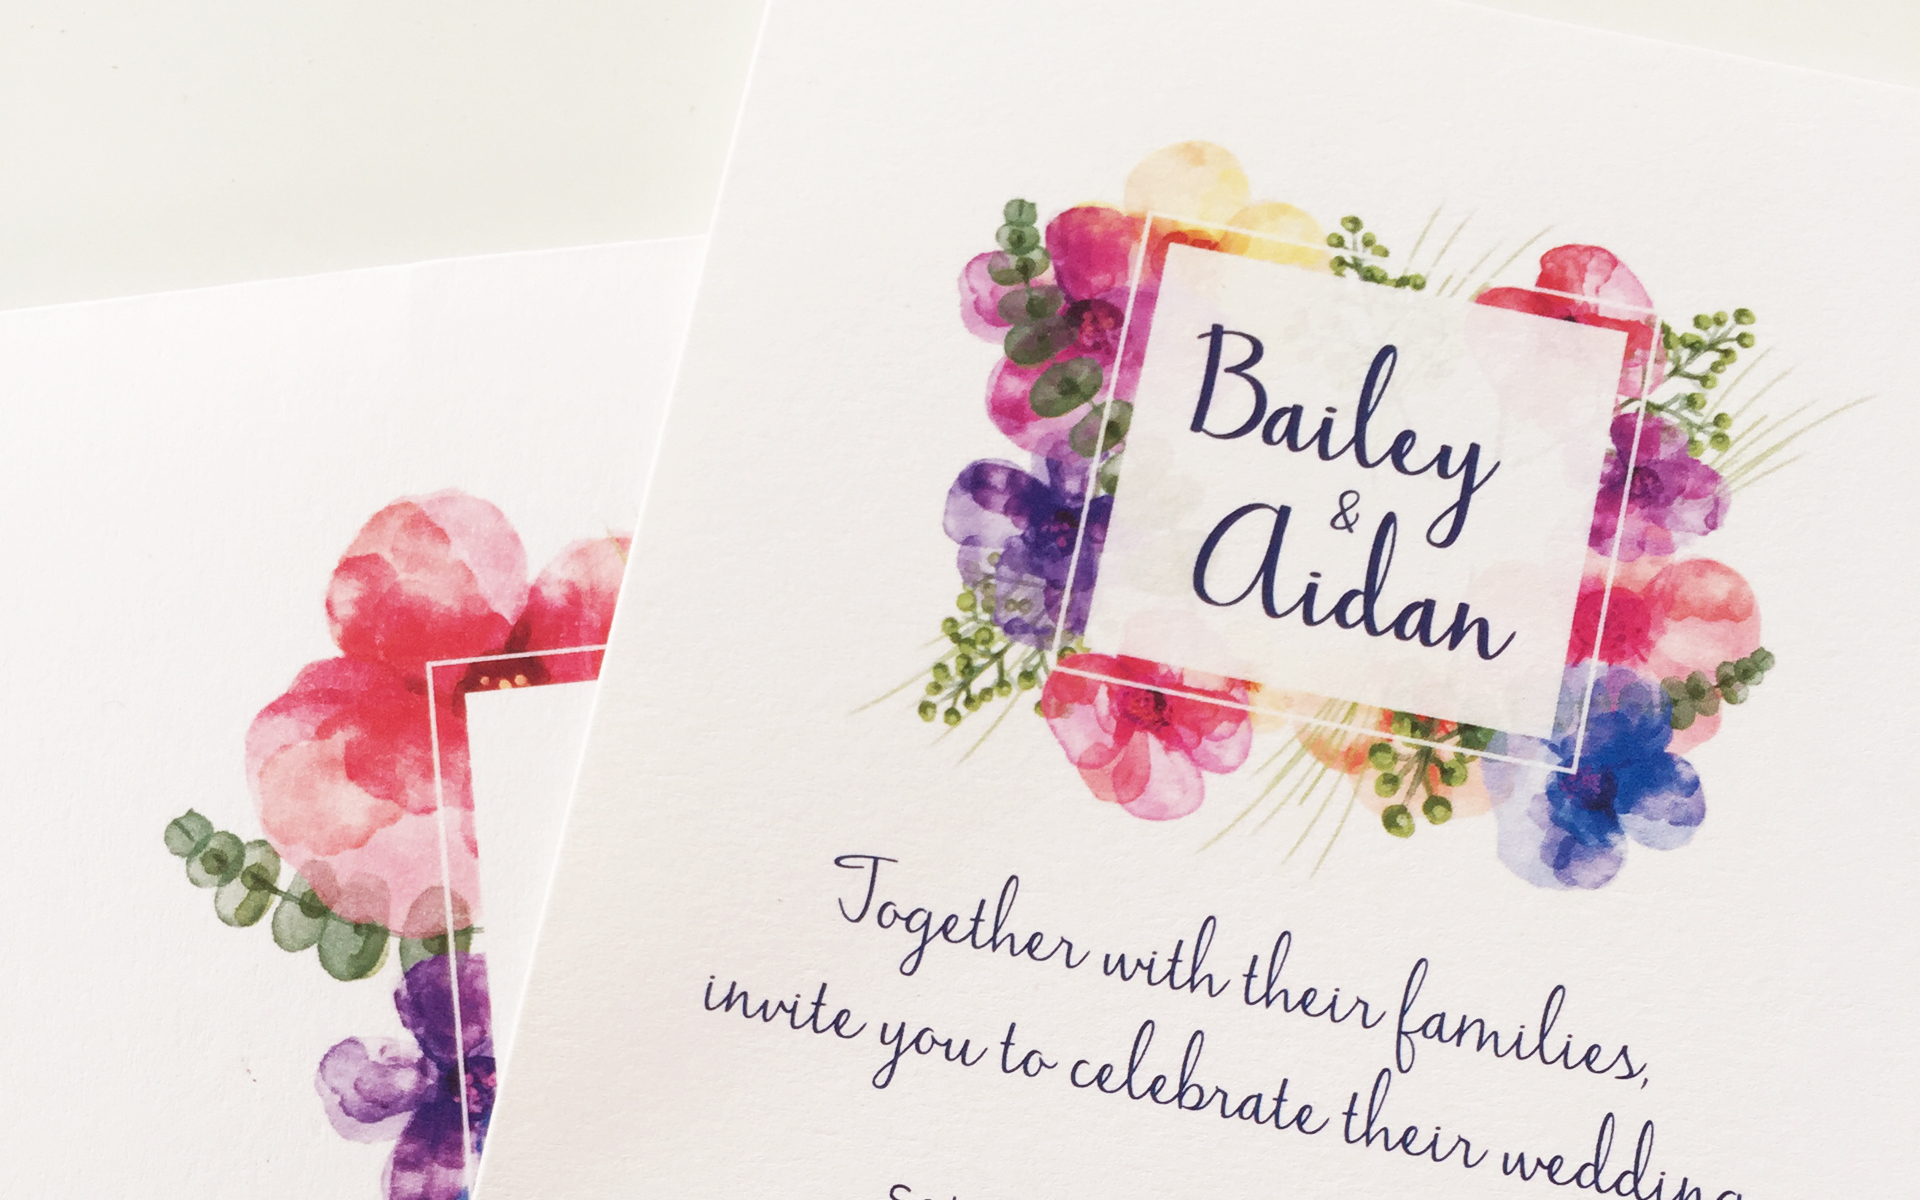 Bailey
&
Aidan
Together with their families,
invite you to celebrate their wedding